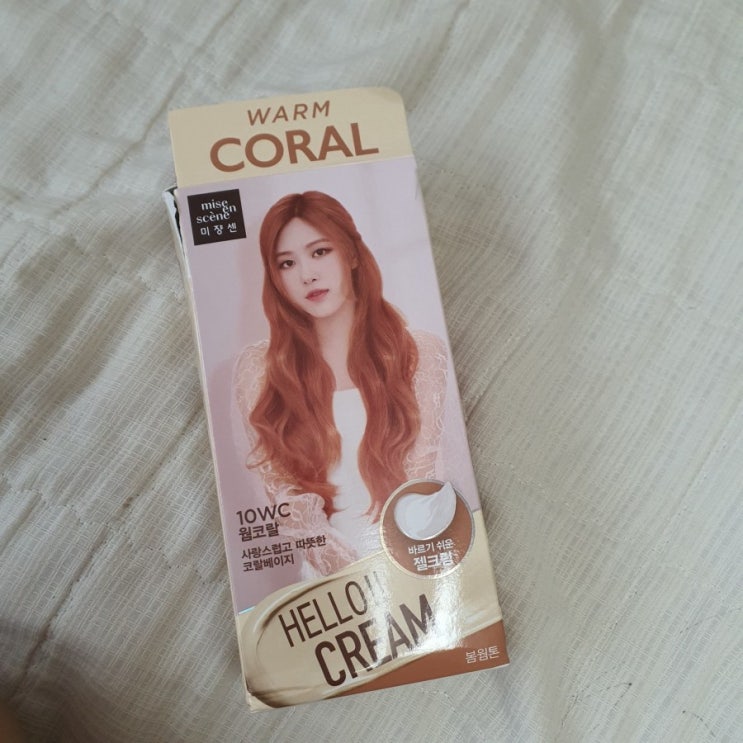 WARM
CORAL
mise
en
scène
미쟝센
10WC
웜코랄
사랑스럽고 따뜻한
코랄베이지
바르기 쉬운
젤크림
HELLO
CREAM
봄웜톤